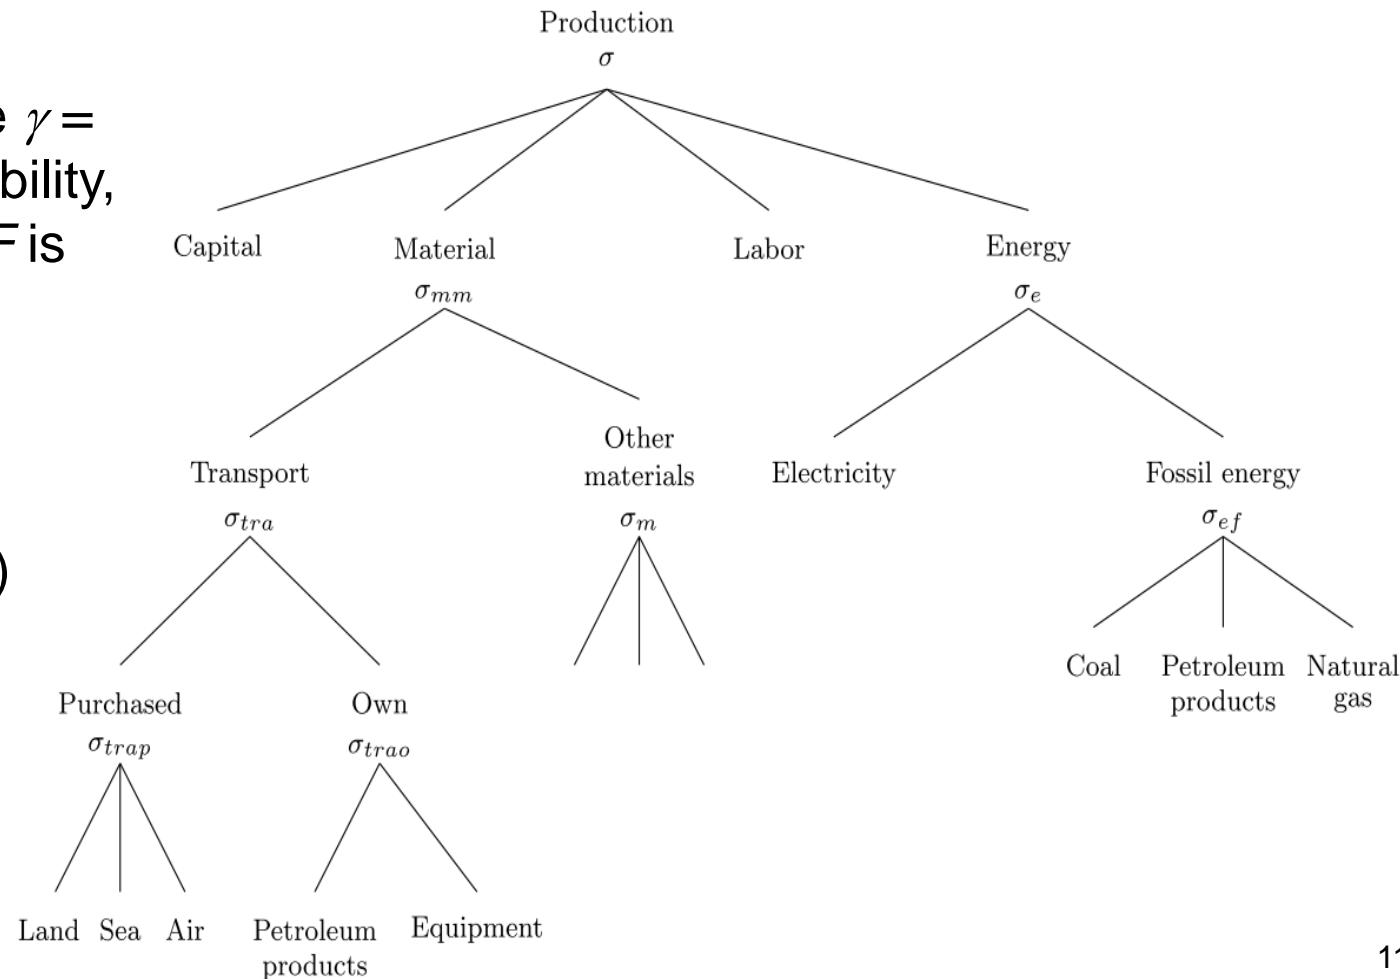 Production
σ
γ =
bility,
is
Capital
Material
Labor
Energy
σmm
σe
Transport
Other
materials
Electricity
Fossil energy
σtra
σm
σef
)
Purchased
Own
Coal
Petroleum
products
Natural
gas
σtrap
σtrao
Land
Sea
Air
Petroleum
products
Equipment